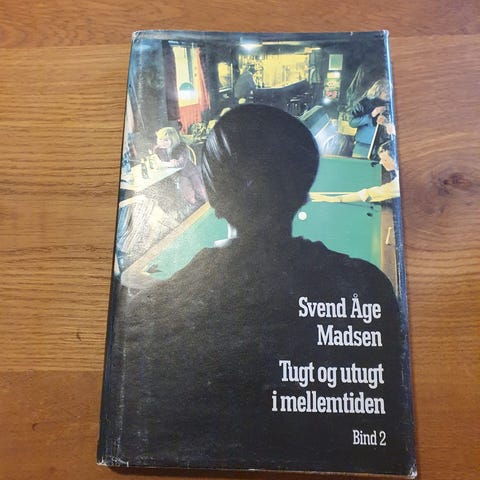 Svend Åge
Madsen
Tugt og utugt
i mellemtiden
Bind 2